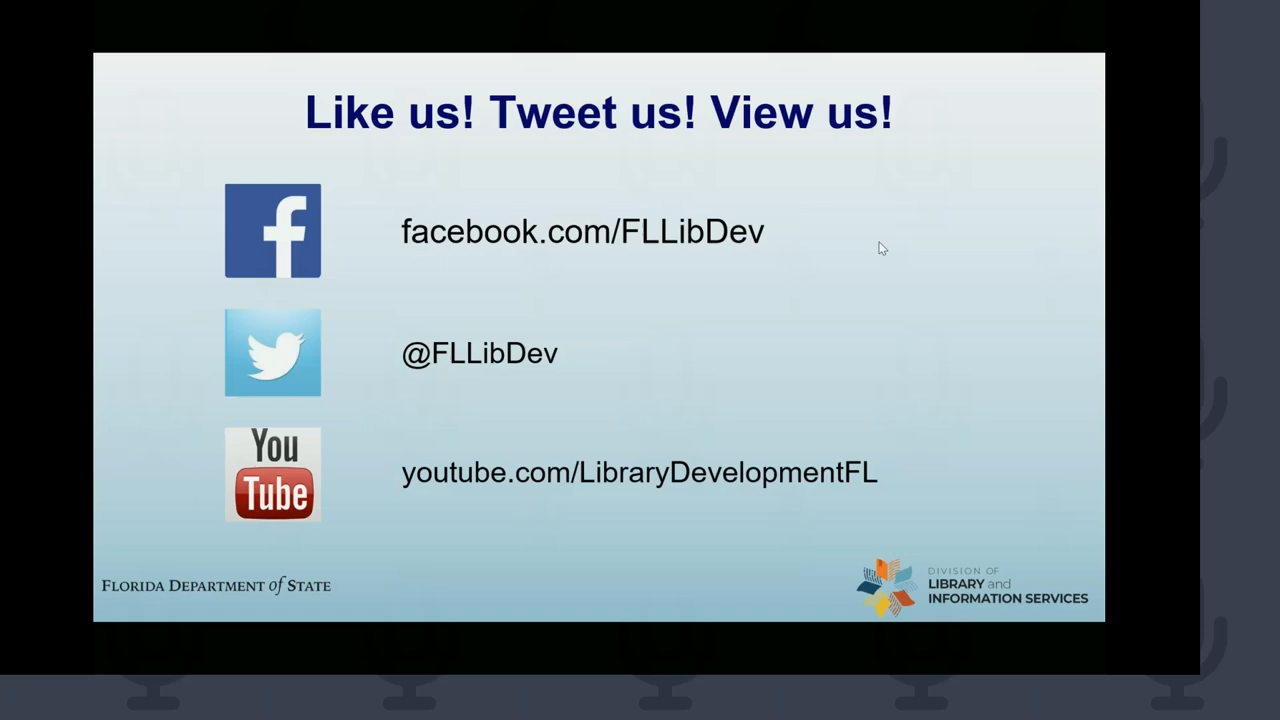 Like us! Tweet us! View us!
facebook.com/FLLibDev
@FLLibDev
You
Tube
youtube.com/LibraryDevelopmentFL
FLORIDA DEPARTMENT of STATE
DIVISION OF
LIBRARY and
INFORMATION SERVICES